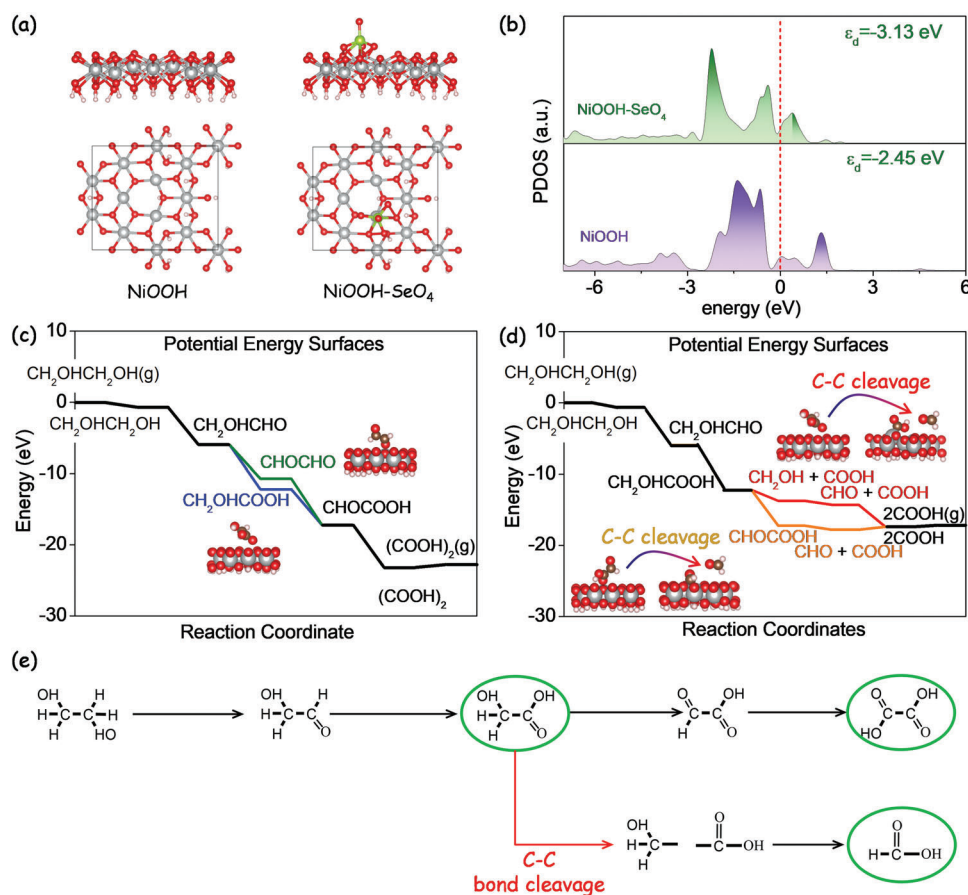 (a)
NiOOH
NiOOH-SeO₄
(b)
PDOS (a.u.)
εd=-3.13 eV
NiOOH-SeO₄
εd=-2.45 eV
NiOOH
-6 -3 0 3 6
energy (eV)
(c)
Energy (eV)
10
0
-10
-20
-30
Potential Energy Surfaces
CH₂OHCH₂OH(g)
CH₂OHCH₂OH
CH₂OHCHO
CHOCHO
CH₂OHCOOH
CHOCOOH
(COOH)₂(g)
(COOH)₂
Reaction Coordinate
(d)
Energy (eV)
10
0
-10
-20
-30
Potential Energy Surfaces
CH₂OHCH₂OH(g)
C-C cleavage
CH₂OHCH₂OH
CH₂OHCHO
CH₂OHCOOH
CH₂OH + COOH
CHO + COOH
2COOH(g)
2COOH
CHOCOOH
CHO + COOH
C-C cleavage
Reaction Coordinates
(e)
OH H
H C C H
H HO
OH H
H C C
H O
OH OH
H C C
H O
O OH
C C
H O
O OH
C C
HO O
C-C
bond cleavage
OH
H C
H
O
C OH
O
H C OH